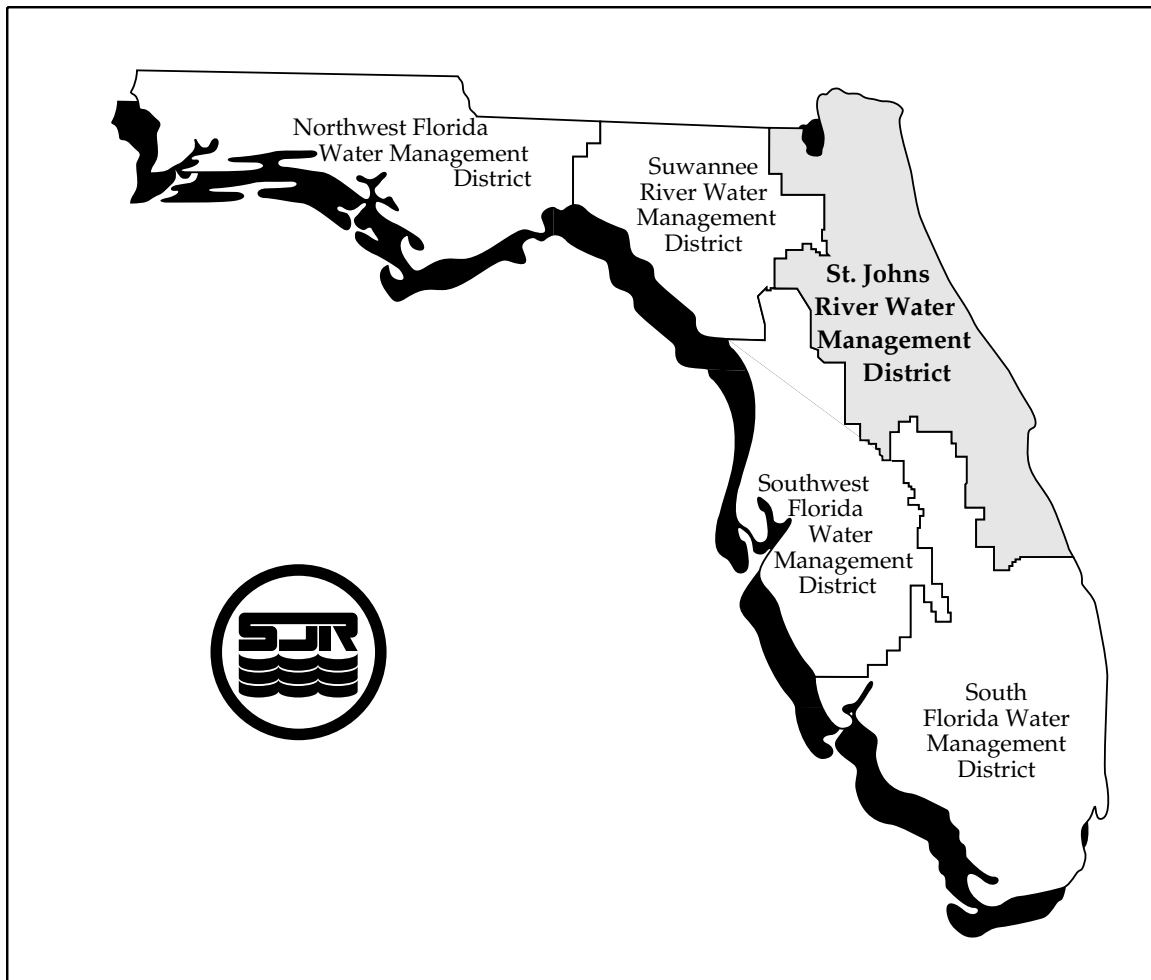 Northwest Florida
Water Management
District
Suwannee
River Water
Management
District
St. Johns
River Water
Management
District
Southwest
Florida
Water
Management
District
South
Florida Water
Management
District
SJR